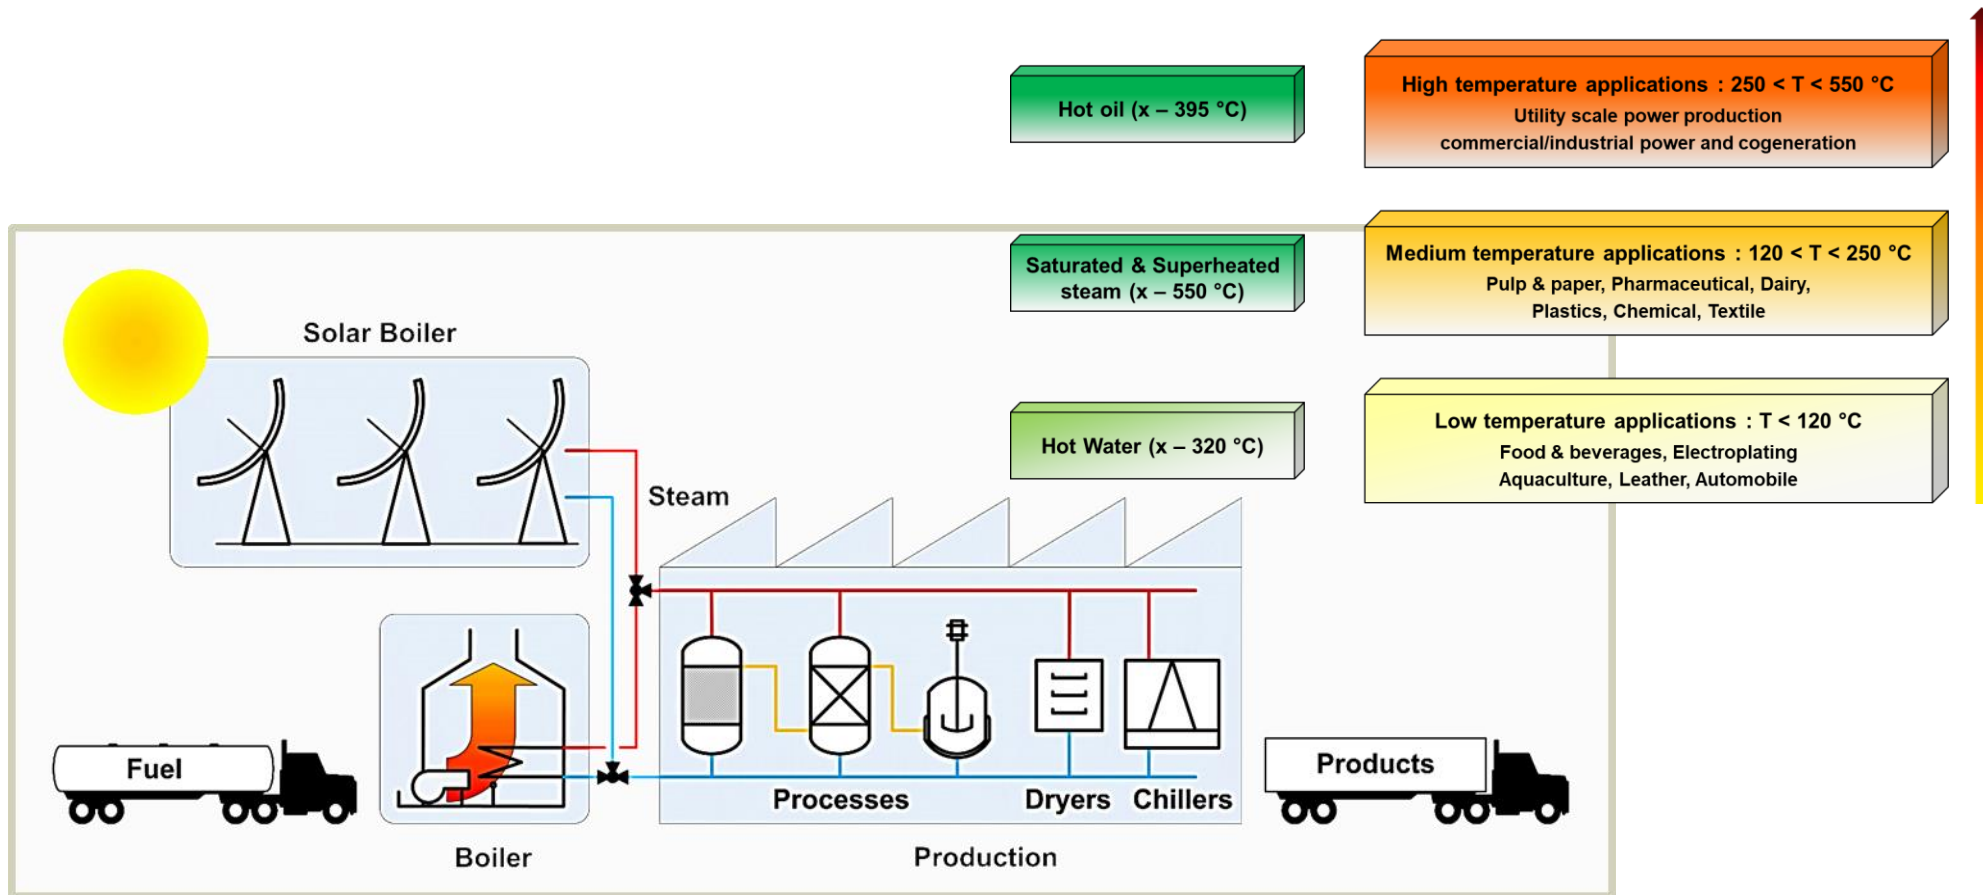 Hot oil (x – 395 °C)
High temperature applications : 250 < T < 550 °C
Utility scale power production
commercial/industrial power and cogeneration
Saturated & Superheated
steam (x – 550 °C)
Medium temperature applications : 120 < T < 250 °C
Pulp & paper, Pharmaceutical, Dairy,
Plastics, Chemical, Textile
Solar Boiler
Hot Water (x – 320 °C)
Low temperature applications : T < 120 °C
Food & beverages, Electroplating
Aquaculture, Leather, Automobile
Steam
Fuel
Products
Processes
Dryers
Chillers
Boiler
Production